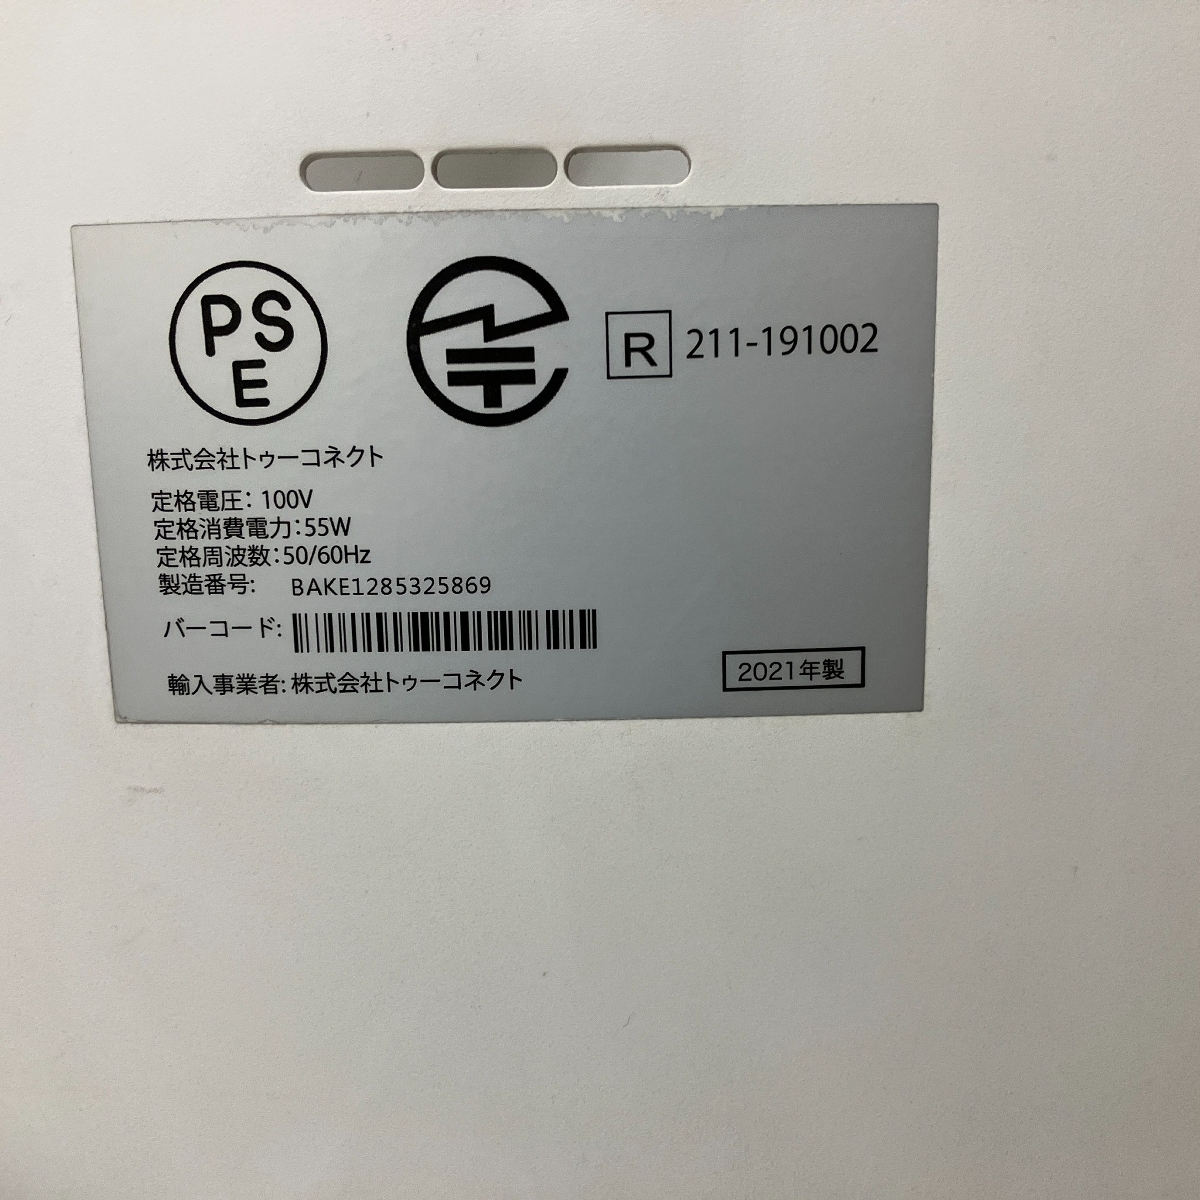 PS
E
R 211-191002
株式会社トゥーコネクト
定格電圧: 100V
定格消費電力:55W
定格周波数:50/60Hz
製造番号: BAKE1285325869
バーコード:
輸入事業者:株式会社トゥーコネクト
2021年製